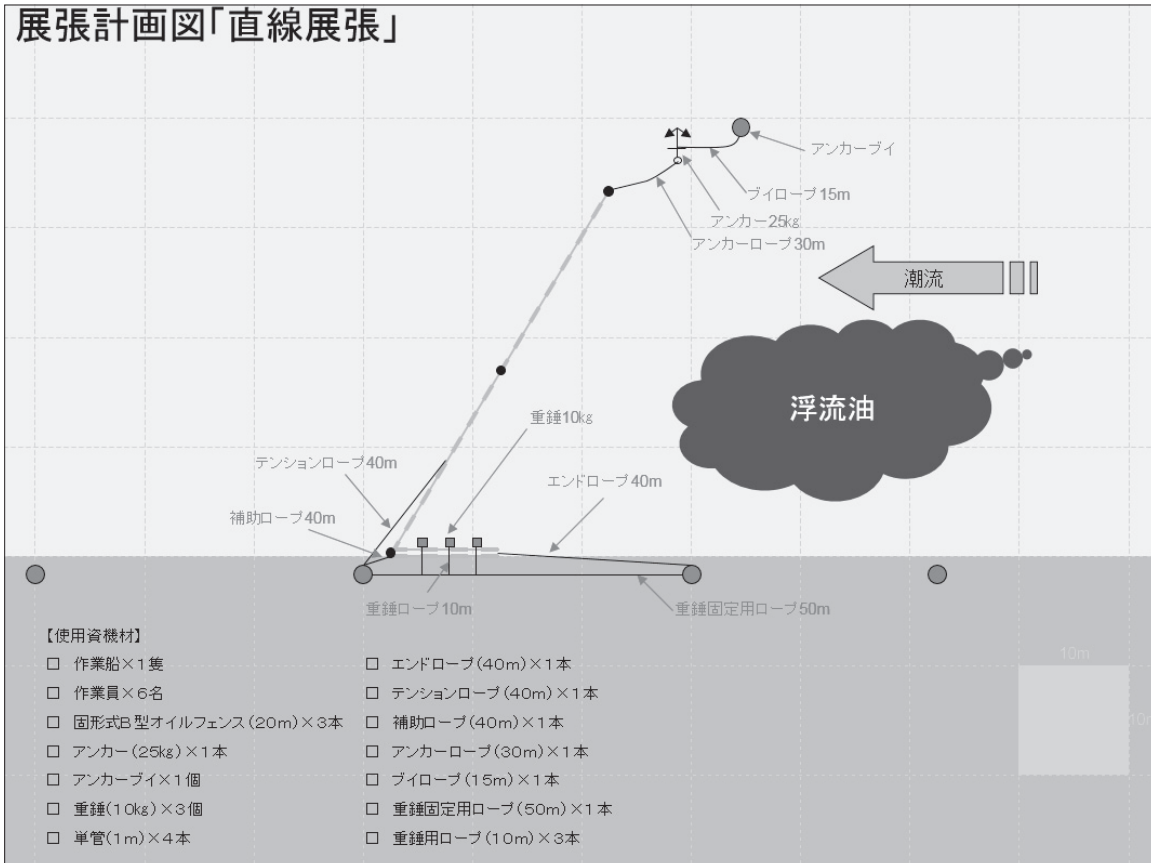 展張計画図「直線展張」
アンカーブイ
ブイロープ15m
アンカー25kg
アンカーロープ30m
潮流
浮流油
重錘10kg
テンションロープ40m
エンドロープ40m
補助ロープ40m
重錘ロープ10m
重錘固定用ロープ50m
【使用資機材】
□ 作業船×1隻
□ 作業員×6名
□ 固形式B型オイルフェンス(20m)×3本
□ アンカー(25kg)×1本
□ アンカーブイ×1個
□ 重錘(10kg)×3個
□ 単管(1m)×4本
□ エンドロープ(40m)×1本
□ テンションロープ(40m)×1本
□ 補助ロープ(40m)×1本
□ アンカーロープ(30m)×1本
□ ブイロープ(15m)×1本
□ 重錘固定用ロープ(50m)×1本
□ 重錘用ロープ(10m)×3本
10m
10m